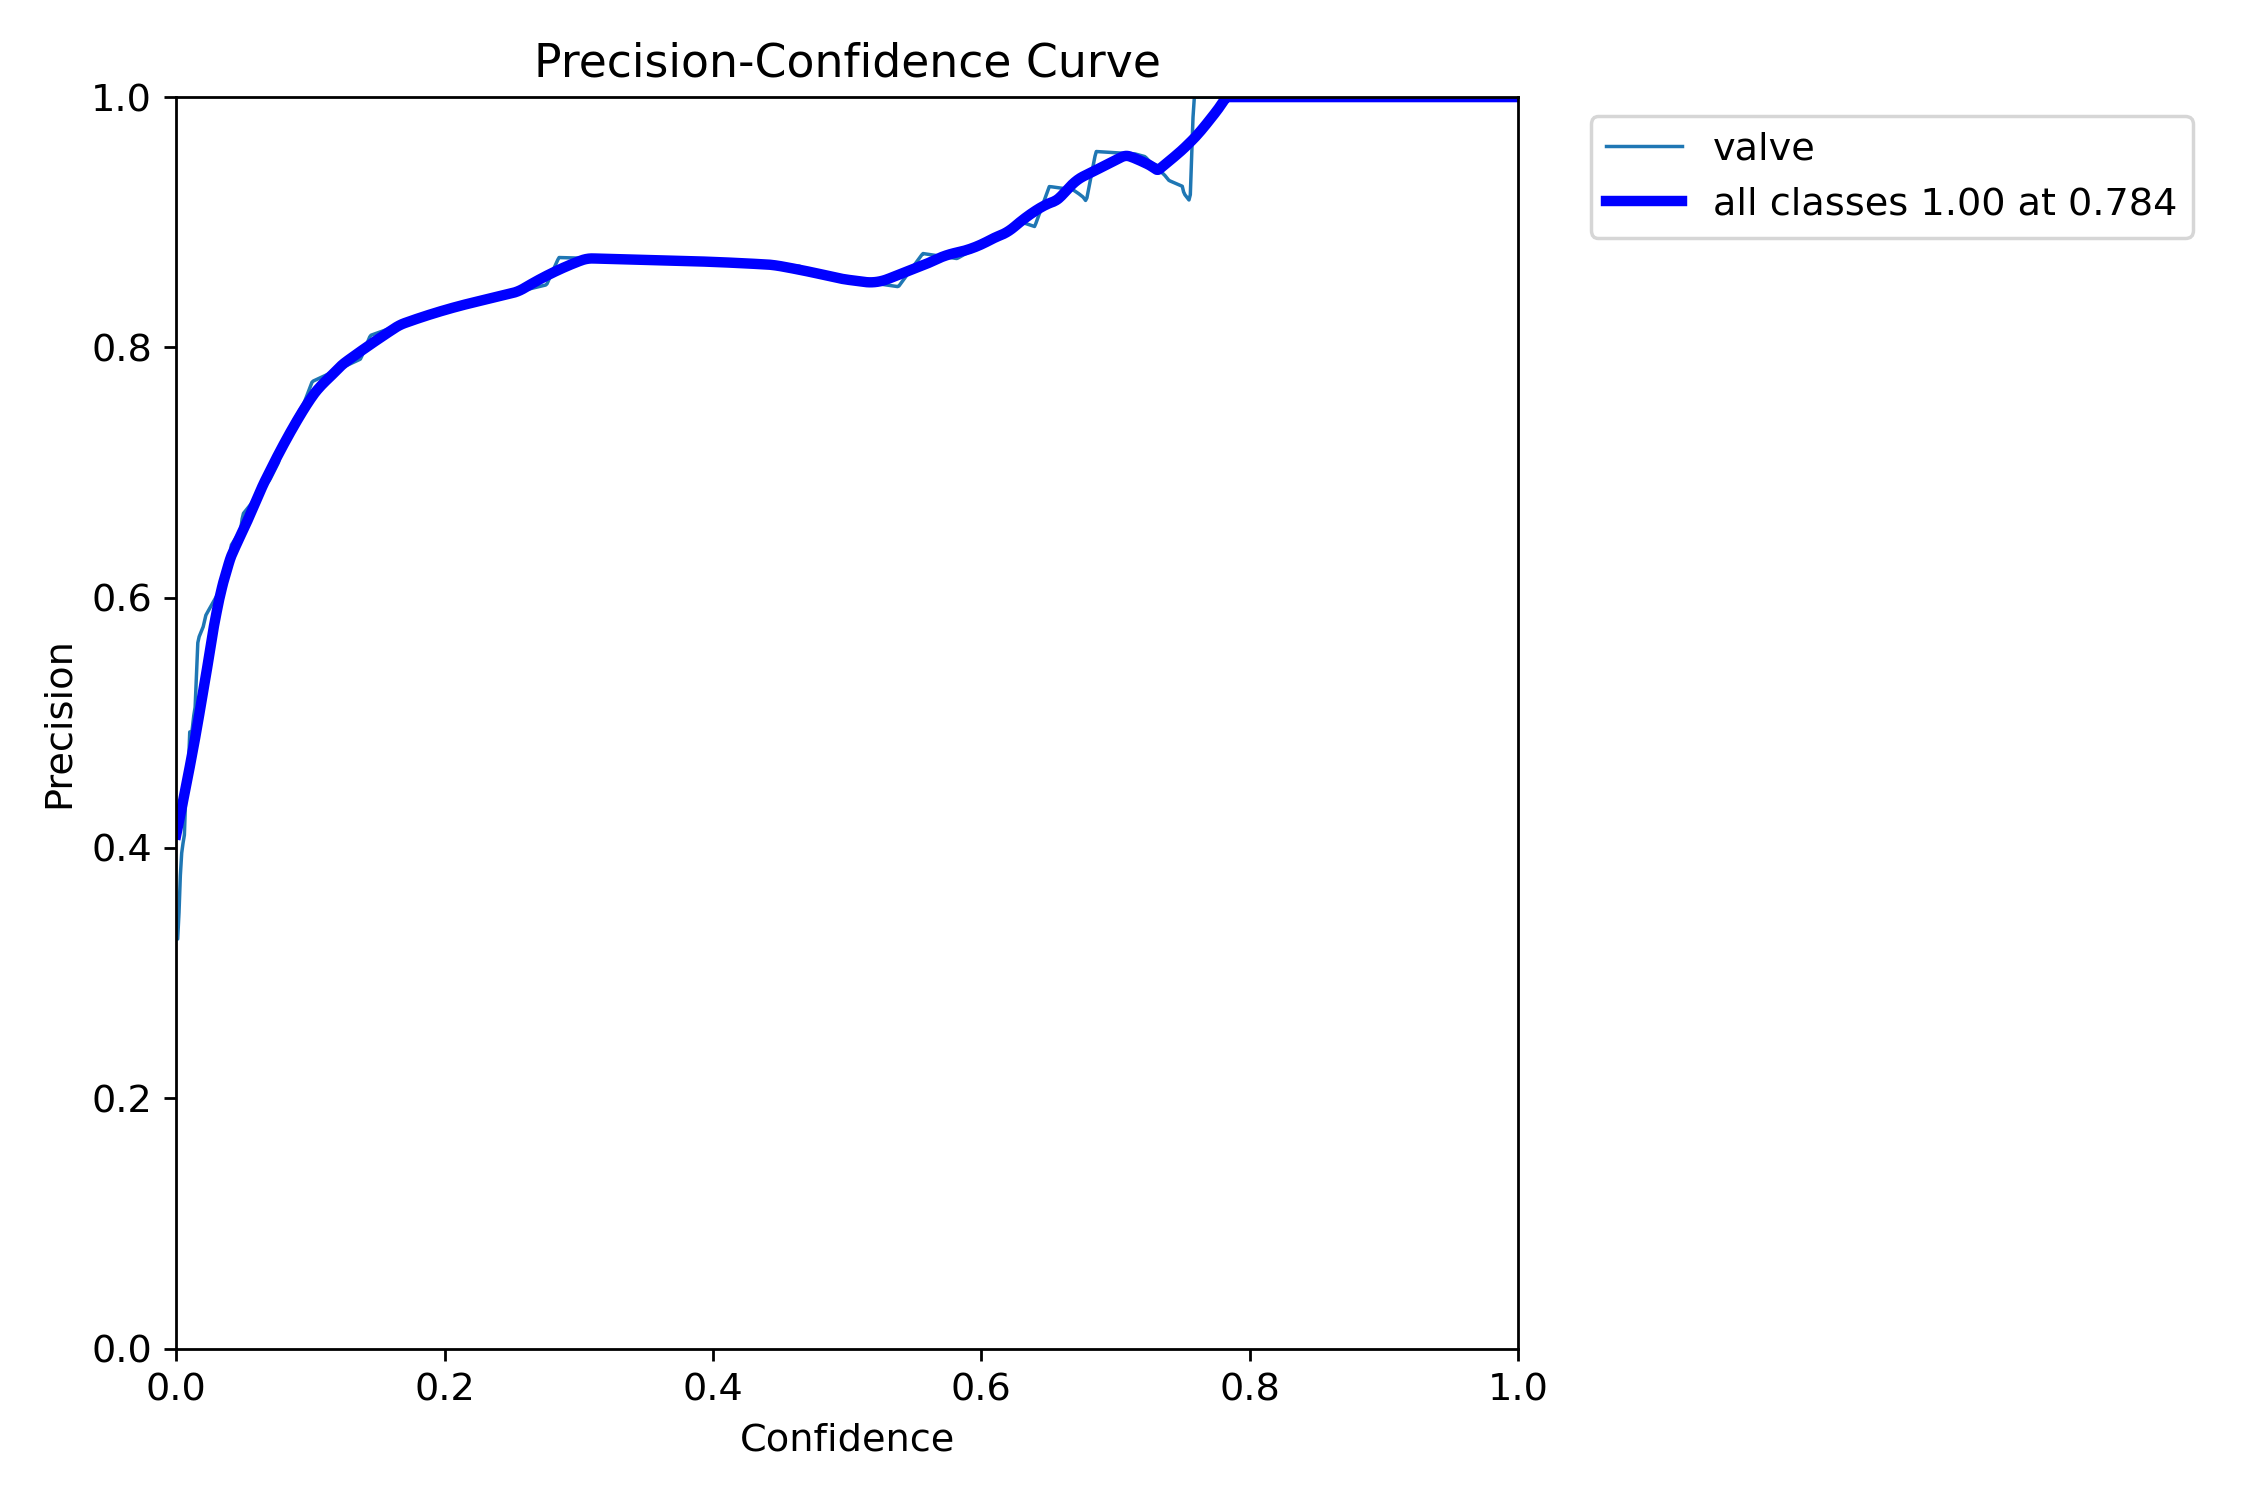 Precision-Confidence Curve
1.0
0.8
0.6
0.4
0.2
0.0
Precision
0.0 0.2 0.4 0.6 0.8 1.0
Confidence
valve
all classes 1.00 at 0.784